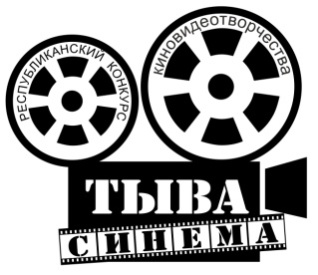 РЕСПУБЛИКАНСКИЙ КОНКУРС
киновидеотворчества
ТЫВА
СИНЕМА